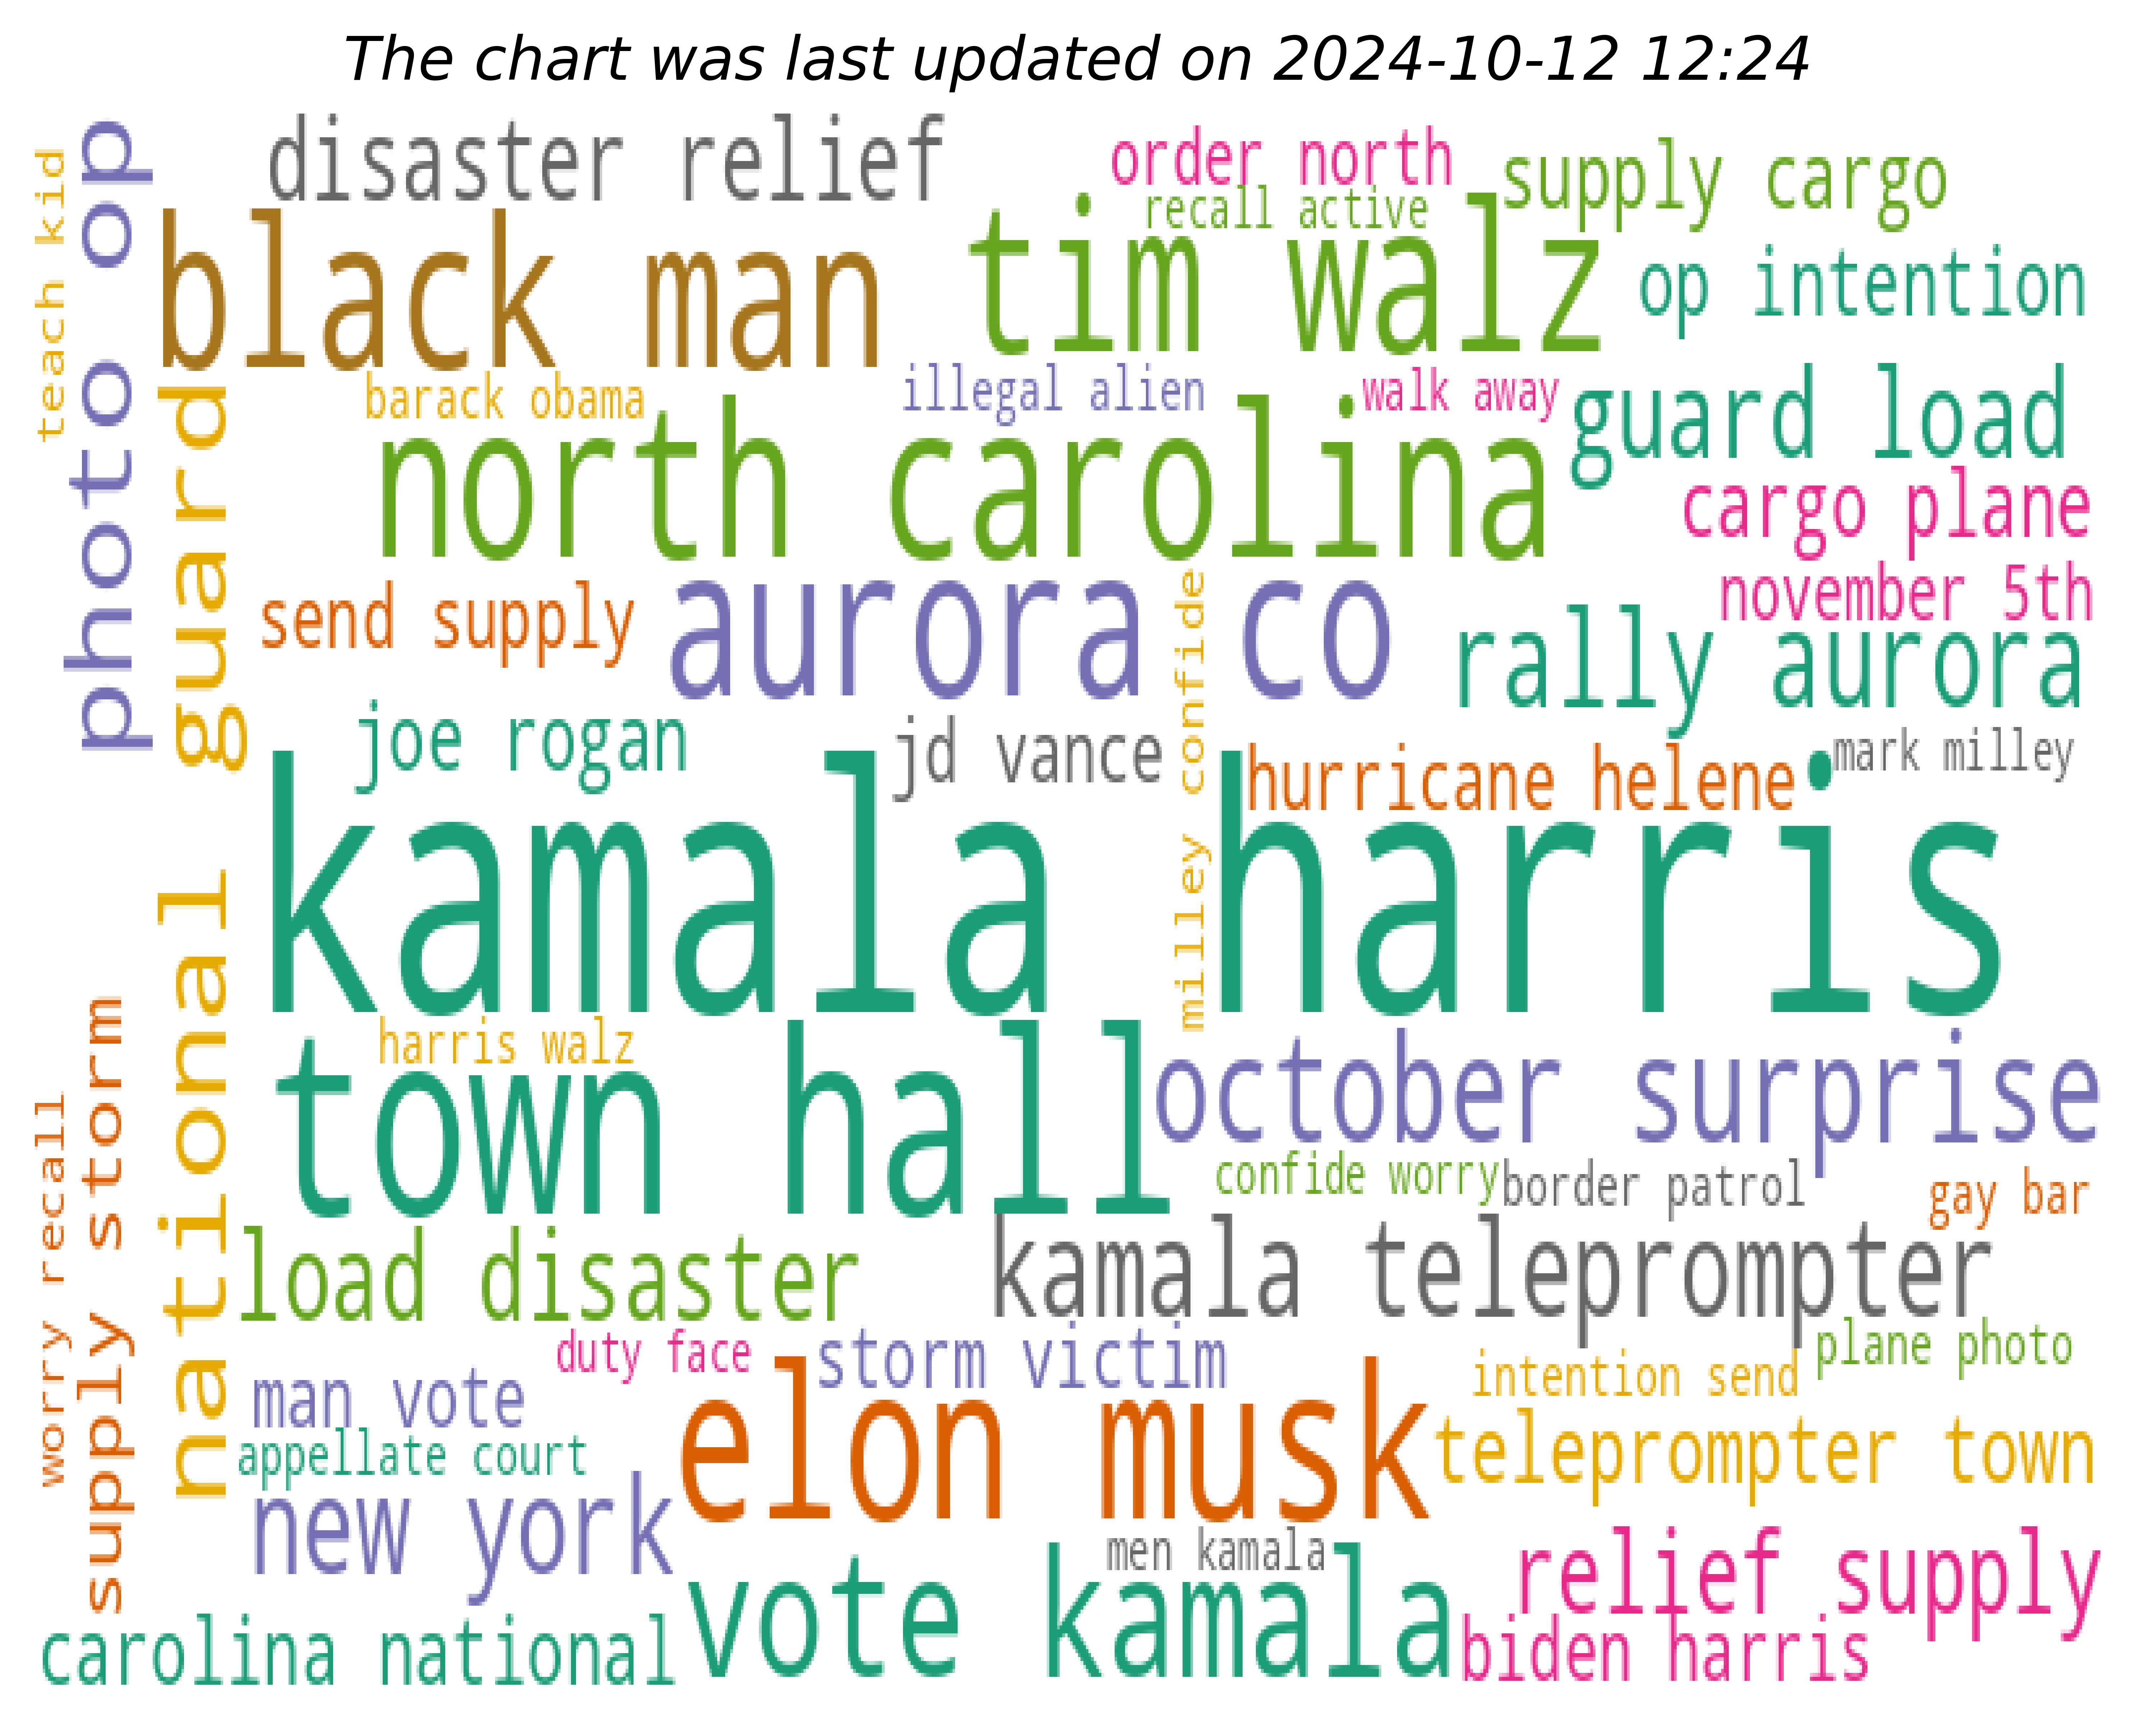 The chart was last updated on 2024-10-12 12:24
teach kid
photo op
disaster relief
order north
supply cargo
recall active
black man
tim walz
op intention
barack obama
illegal alien
walk away
guard load
north carolina
cargo plane
national guard
send supply
aurora co
november 5th
rally aurora
joe rogan
jd vance
milley confide
hurricane helene
mark milley
kamala harris
harris walz
town hall
october surprise
confide worry
border patrol
gay bar
worry recall
supply storm
load disaster
kamala teleprompter
duty face
storm victim
plane photo
intention send
man vote
elon musk
teleprompter town
appellate court
new york
men kamala
relief supply
vote kamala
carolina national
biden harris